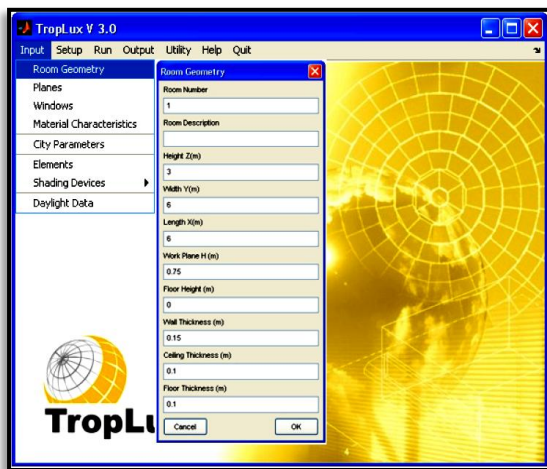 TropLux V 3.0
Input Setup Run Output Utility Help Quit
Room Geometry
Planes
Windows
Material Characteristics
City Parameters
Elements
Shading Devices
Daylight Data
Room Geometry
Room Number
1
Room Description
Height Z(m)
3
Width Y(m)
6
Length X(m)
6
Work Plane H (m)
0.75
Floor Height (m)
0
Wall Thickness (m)
0.15
Ceiling Thickness (m)
0.1
Floor Thickness (m)
0.1
Cancel OK
TropLu